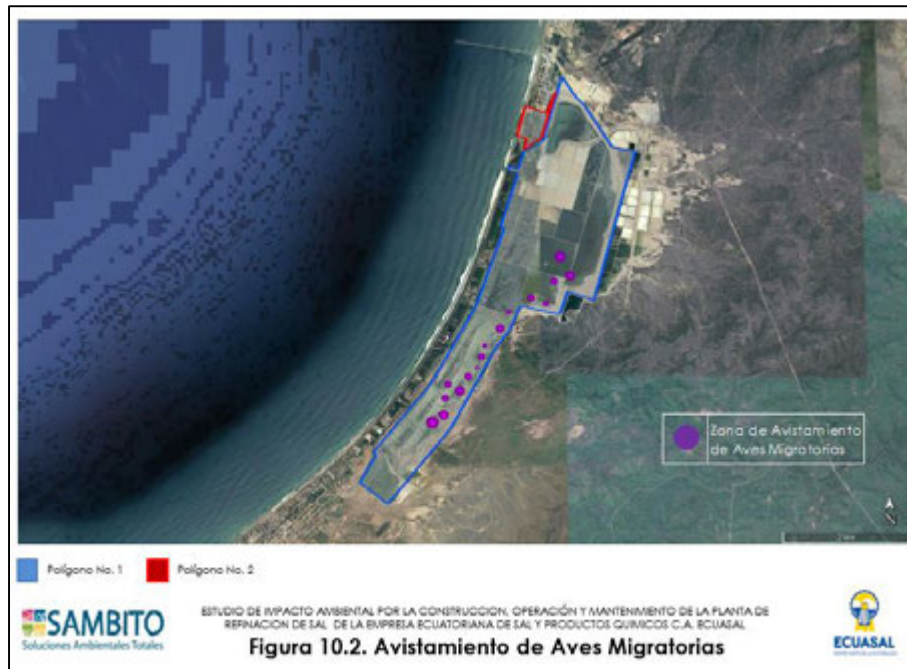 Zona de Avistamiento
de Aves Migratorias
Polígono No. 1
Polígono No. 2
SAMBITO
Soluciones Ambientales Totales
ESTUDIO DE IMPACTO AMBIENTAL POR LA CONSTRUCCION, OPERACIÓN Y MANTENIMIENTO DE LA PLANTA DE
REFINACION DE SAL DE LA EMPRESA ECUATORIANA DE SAL Y PRODUCTOS QUIMICOS C.A. ECUASAL
Figura 10.2. Avistamiento de Aves Migratorias
ECUASAL